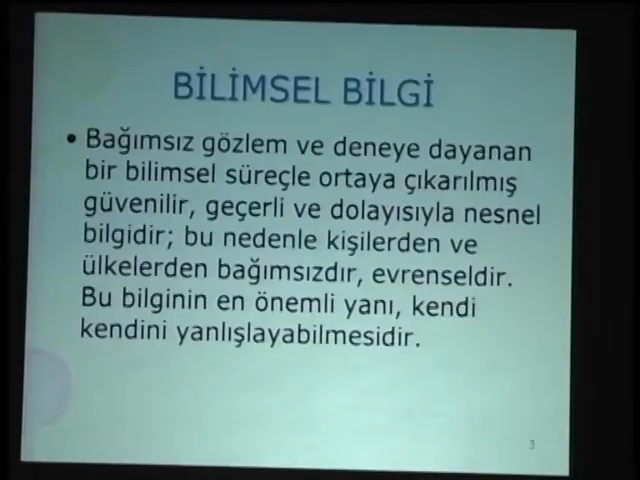 BİLİMSEL BİLGİ
• Bağımsız gözlem ve deneye dayanan
bir bilimsel süreçle ortaya çıkarılmış
güvenilir, geçerli ve dolayısıyla nesnel
bilgidir; bu nedenle kişilerden ve
ülkelerden bağımsızdır, evrenseldir.
Bu bilginin en önemli yanı, kendi
kendini yanlışlayabilmesidir.
3